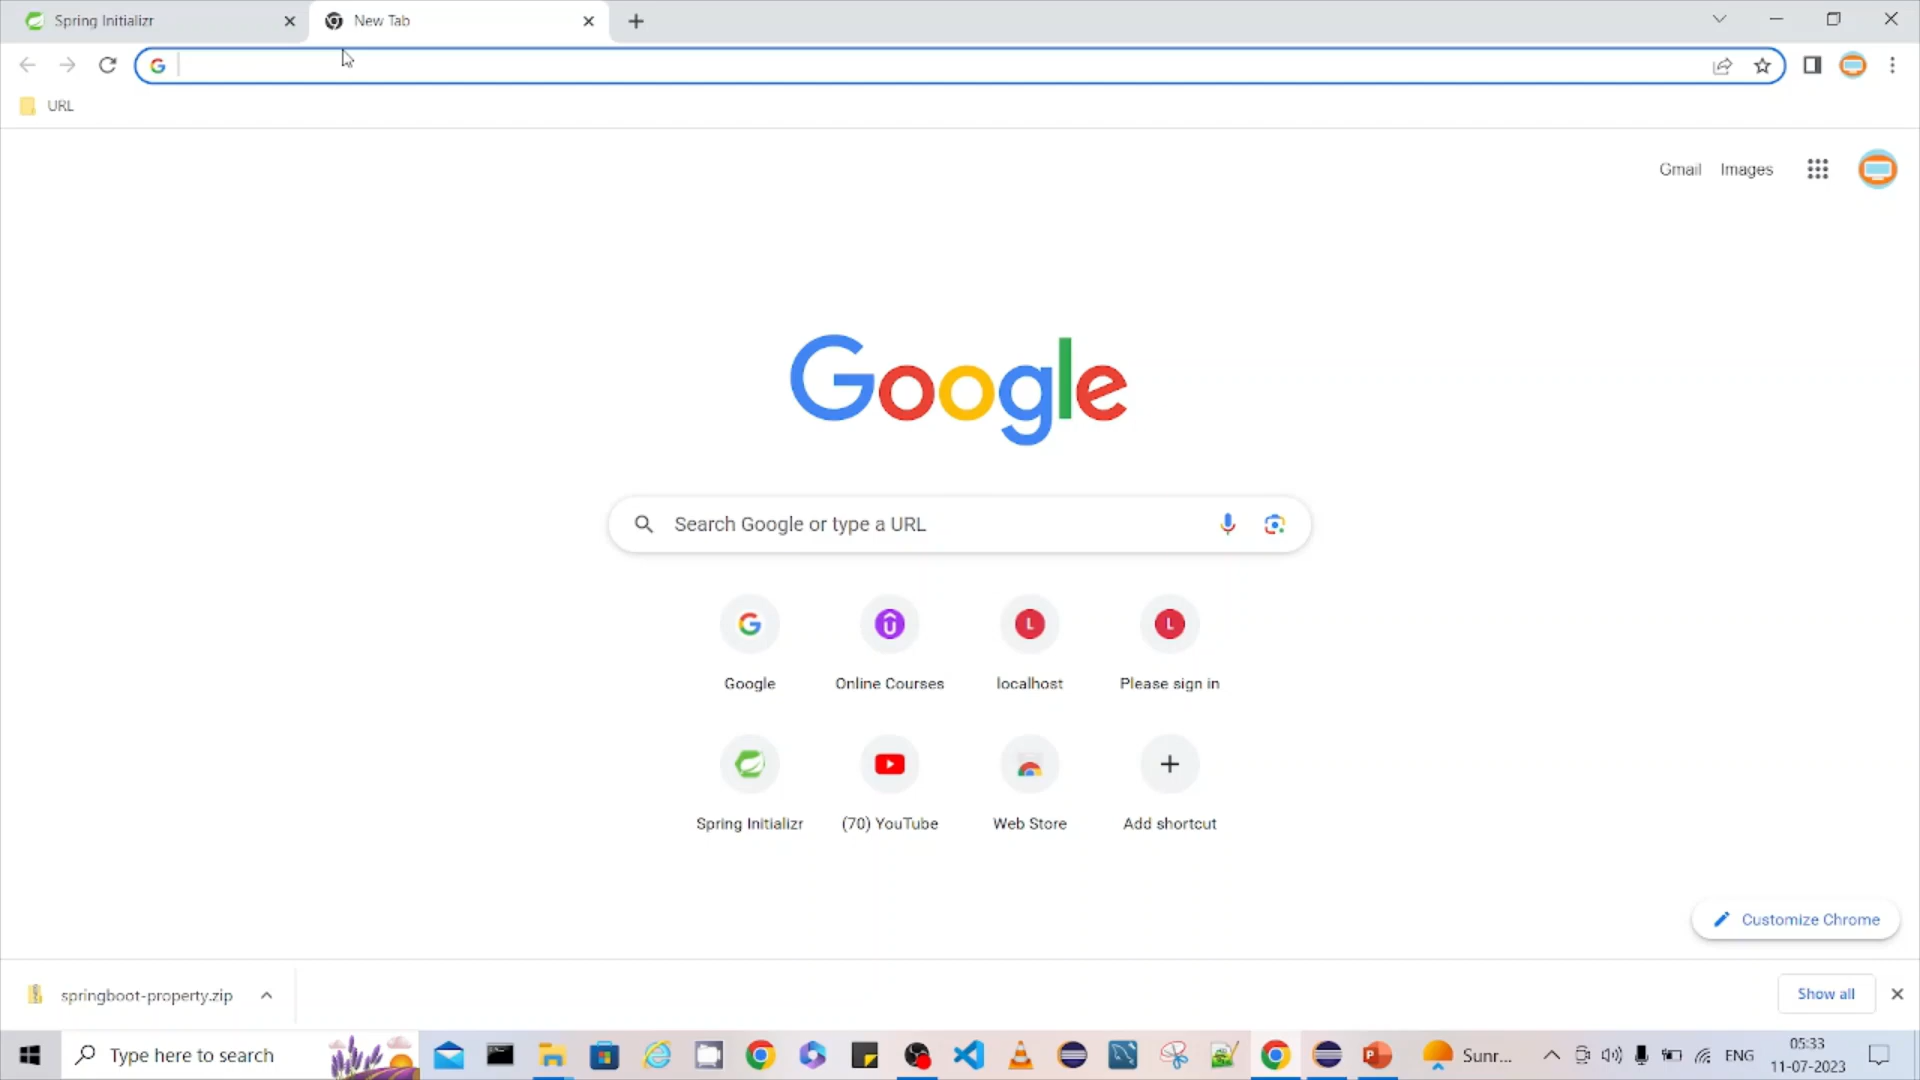 Spring Initializr
New Tab
URL
Gmail Images
Google
Search Google or type a URL
Google Online Courses localhost Please sign in
Spring Initializr (70) YouTube Web Store Add shortcut
Customize Chrome
springboot-property.zip
Show all
Type here to search
Sunr...
ENG
05:33
11-07-2023